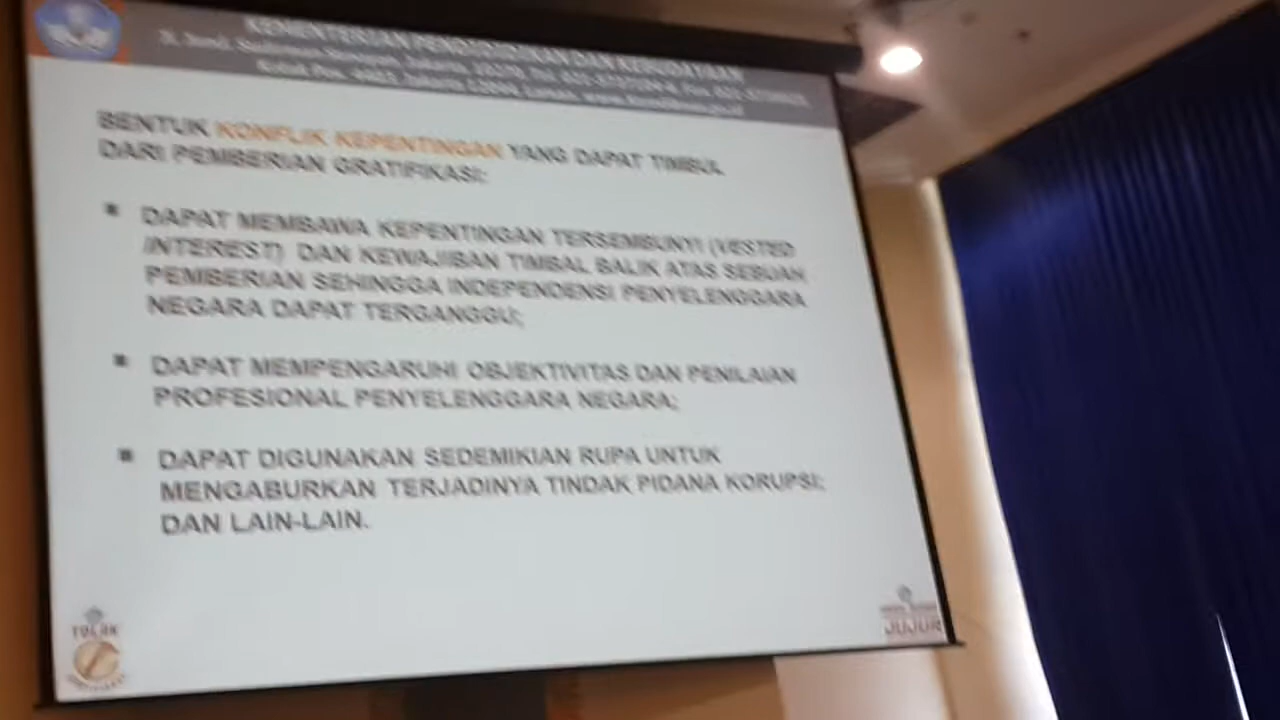 KEMENTERIAN PENDIDIKAN DAN KEBUDAYAAN
BENTUK KONFLIK KEPENTINGAN YANG DAPAT TIMBUL
DARI PEMBERIAN GRATIFIKASI:
▪ DAPAT MEMBAWA KEPENTINGAN TERSEMBUNYI (VESTED
INTEREST) DAN KEWAJIBAN TIMBAL BALIK ATAS SEBUAH
PEMBERIAN SEHINGGA INDEPENDENSI PENYELENGGARA
NEGARA DAPAT TERGANGGU;
▪ DAPAT MEMPENGARUHI OBJEKTIVITAS DAN PENILAIAN
PROFESIONAL PENYELENGGARA NEGARA;
▪ DAPAT DIGUNAKAN SEDEMIKIAN RUPA UNTUK
MENGABURKAN TERJADINYA TINDAK PIDANA KORUPSI;
DAN LAIN-LAIN.
TOLAK
JUJUR